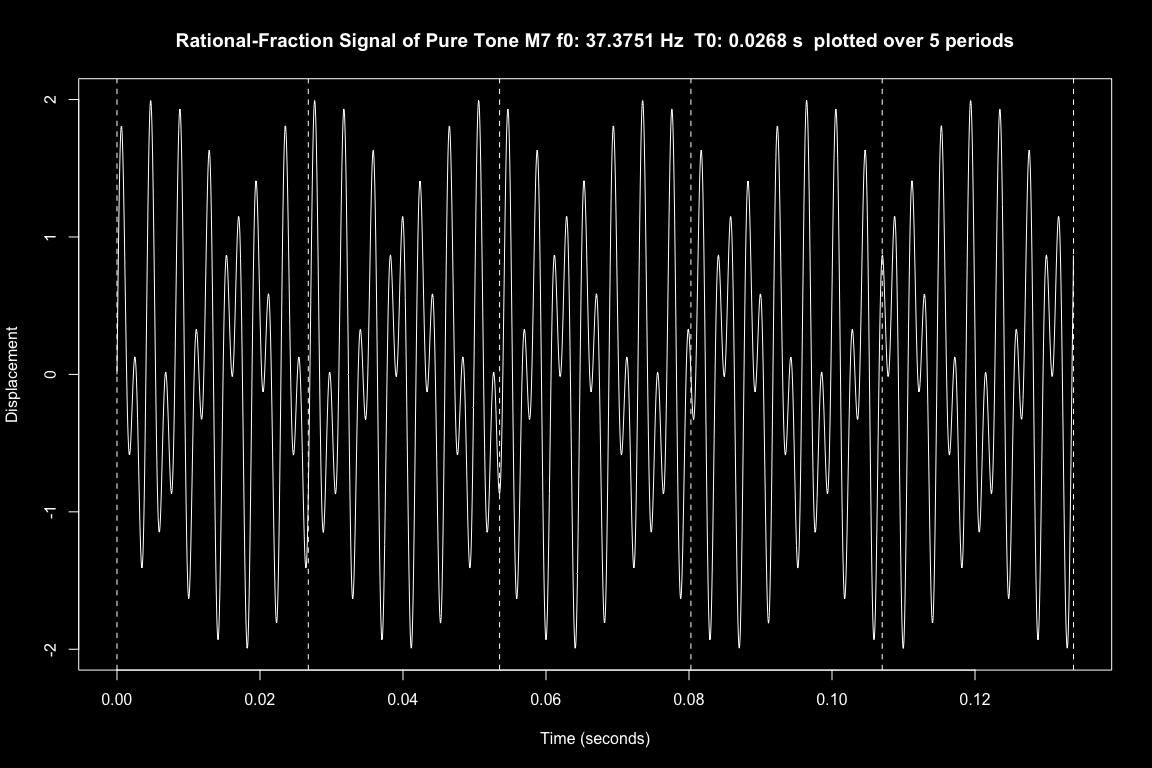 Rational-Fraction Signal of Pure Tone M7 f0: 37.3751 Hz  T0: 0.0268 s  plotted over 5 periods
2
1
0
-1
-2
Displacement
0.00 0.02 0.04 0.06 0.08 0.10 0.12
Time (seconds)